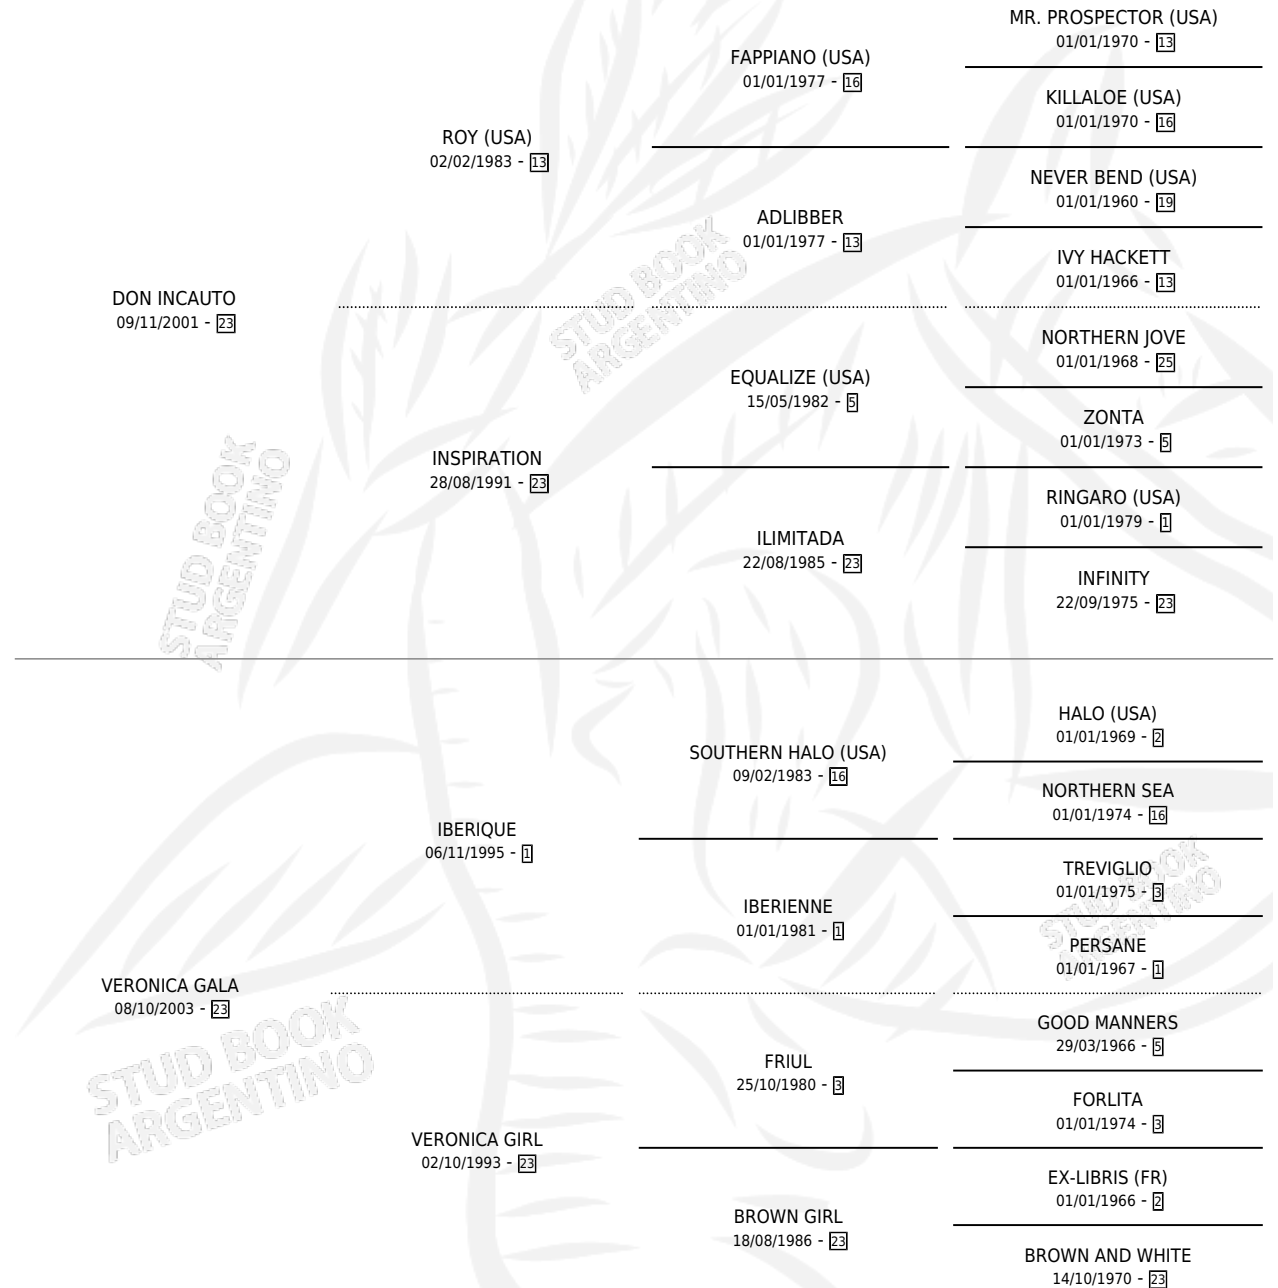 MR. PROSPECTOR (USA)
01/01/1970 - 13
FAPPIANO (USA)
01/01/1977 - 16
KILLALOE (USA)
01/01/1970 - 16
ROY (USA)
02/02/1983 - 13
NEVER BEND (USA)
01/01/1960 - 19
ADLIBBER
01/01/1977 - 13
IVY HACKETT
01/01/1966 - 13
DON INCAUTO
09/11/2001 - 23
STUD BOOK
ARGENTINO
NORTHERN JOVE
01/01/1968 - 25
EQUALIZE (USA)
15/05/1982 - 5
ZONTA
01/01/1973 - 5
INSPIRATION
28/08/1991 - 23
RINGARO (USA)
01/01/1979 - 1
ILIMITADA
22/08/1985 - 23
INFINITY
22/09/1975 - 23
STUD BOOK
ARGENTINO
HALO (USA)
01/01/1969 - 2
SOUTHERN HALO (USA)
09/02/1983 - 16
NORTHERN SEA
01/01/1974 - 16
IBERIQUE
06/11/1995 - 1
TREVIGLIO
01/01/1975 - 3
IBERIENNE
01/01/1981 - 1
PERSANE
01/01/1967 - 1
STUD BOOK
ARGENTINO
VERONICA GALA
08/10/2003 - 23
STUD BOOK
ARGENTINO
GOOD MANNERS
29/03/1966 - 5
FRIUL
25/10/1980 - 3
FORLITA
01/01/1974 - 3
VERONICA GIRL
02/10/1993 - 23
EX-LIBRIS (FR)
01/01/1966 - 2
BROWN GIRL
18/08/1986 - 23
BROWN AND WHITE
14/10/1970 - 23